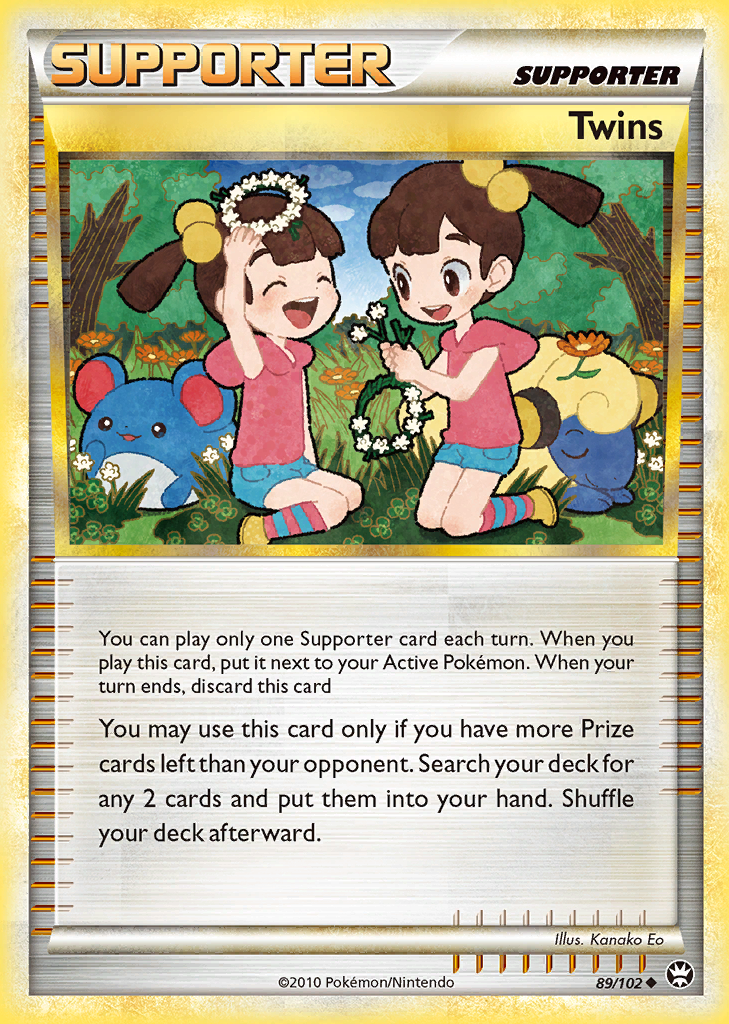 SUPPORTER
SUPPORTER
Twins
You can play only one Supporter card each turn. When you
play this card, put it next to your Active Pokémon. When your
turn ends, discard this card
You may use this card only if you have more Prize
cards left than your opponent. Search your deck for
any 2 cards and put them into your hand. Shuffle
your deck afterward.
Illus. Kanako Eo
©2010 Pokémon/Nintendo
89/102